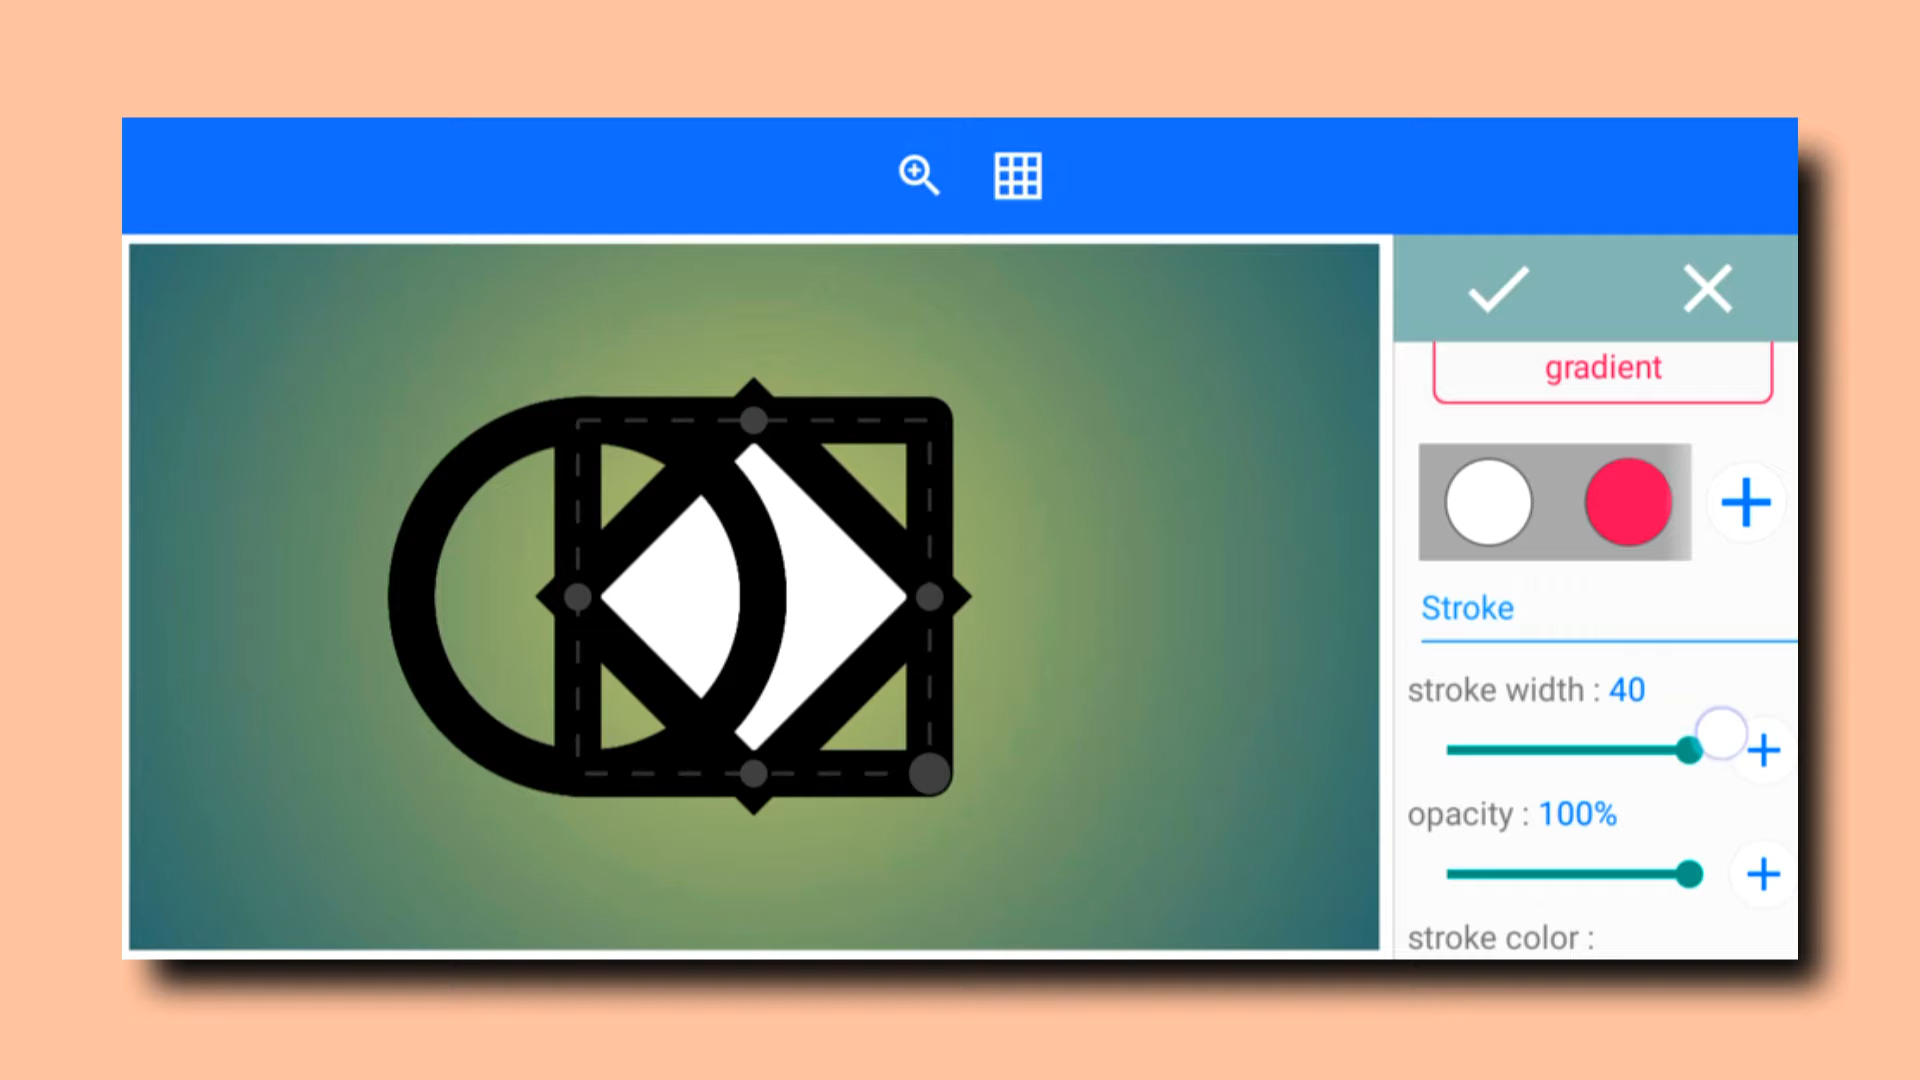 gradient
Stroke
stroke width : 40
opacity : 100%
stroke color :